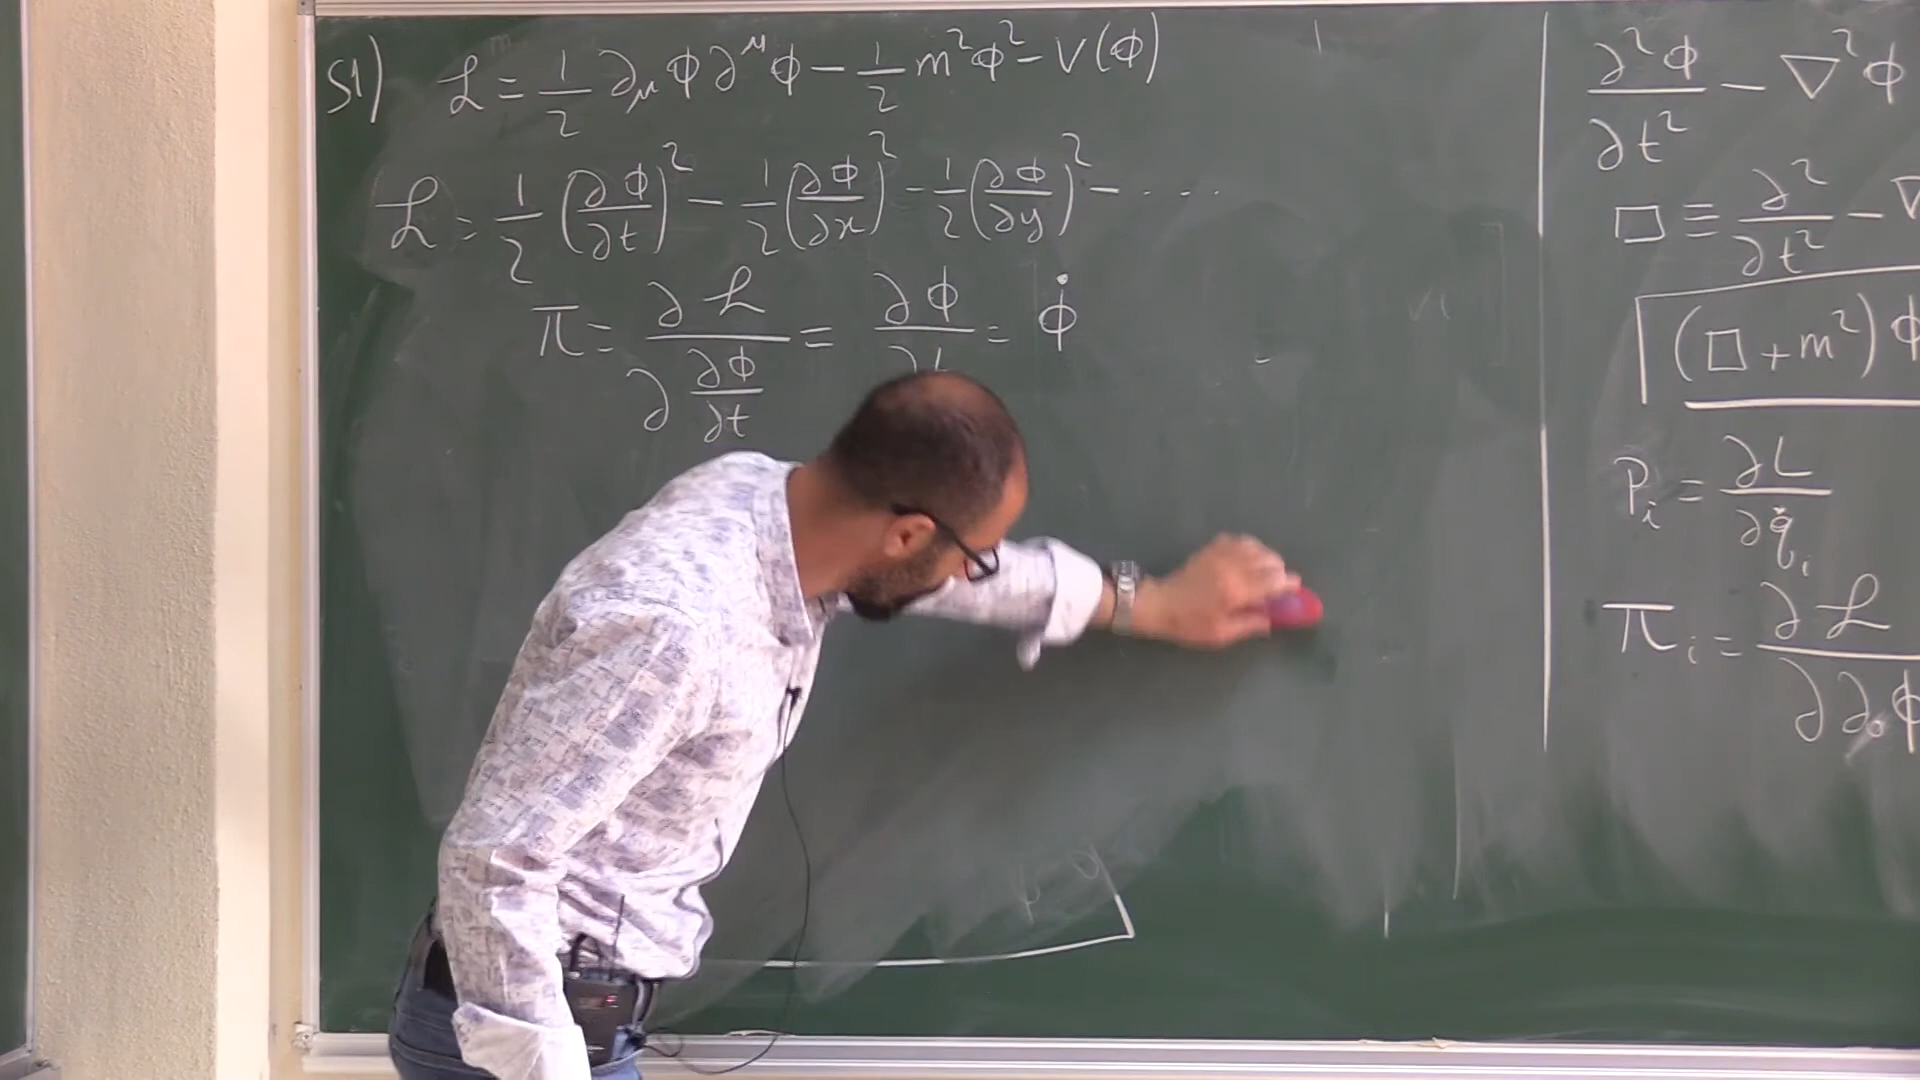 S1) ℒ = 1/2 ∂_μ ϕ ∂^μ ϕ − 1/2 m² ϕ² − V(ϕ)
ℒ = 1/2 (∂ϕ/∂t)² − 1/2 (∂ϕ/∂x)² − 1/2 (∂ϕ/∂y)² − ....
π = ∂ℒ / ∂ ∂ϕ/∂t = ∂ϕ/∂t = ϕ̇
∂²ϕ/∂t² − ∇²ϕ
□ ≡ ∂²/∂t² − ∇
(□ + m²) ϕ
P_i = ∂L/∂q̇_i
π_i = ∂ℒ/∂∂₀ϕ